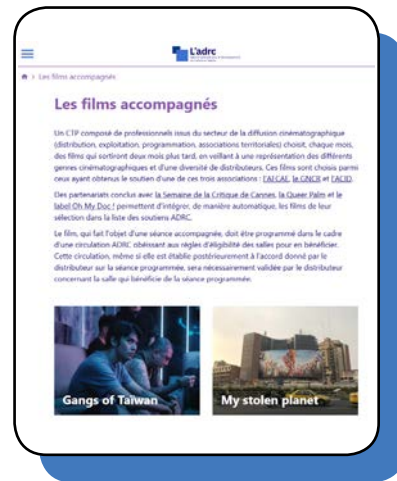 L'adrc
> Les films accompagnés
Les films accompagnés
Un CTP composé de professionnels issus du secteur de la diffusion cinématographique
(distribution, exploitation, programmation, associations territoriales) choisit, chaque mois,
des films qui sortiront deux mois plus tard, en veillant à une représentation des différents
genres cinématographiques et d'une diversité de distributeurs. Ces films sont choisis parmi
ceux ayant obtenus le soutien d'une de ces trois associations : l'AFCAE, le GNCR et l'ACID.
Des partenariats conclus avec la Semaine de la Critique de Cannes, la Queer Palm et le
label Oh My Doc ! permettent d'intégrer, de manière automatique, les films de leur
sélection dans la liste des soutiens ADRC.
Le film, qui fait l'objet d'une séance accompagnée, doit être programmé dans le cadre
d'une circulation ADRC obéissant aux règles d'éligibilité des salles pour en bénéficier.
Cette circulation, même si elle est établie postérieurement à l'accord donné par le
distributeur sur la séance programmée, sera nécessairement validée par le distributeur
concernant la salle qui bénéficie de la séance programmée.
Gangs of Taiwan
My stolen planet